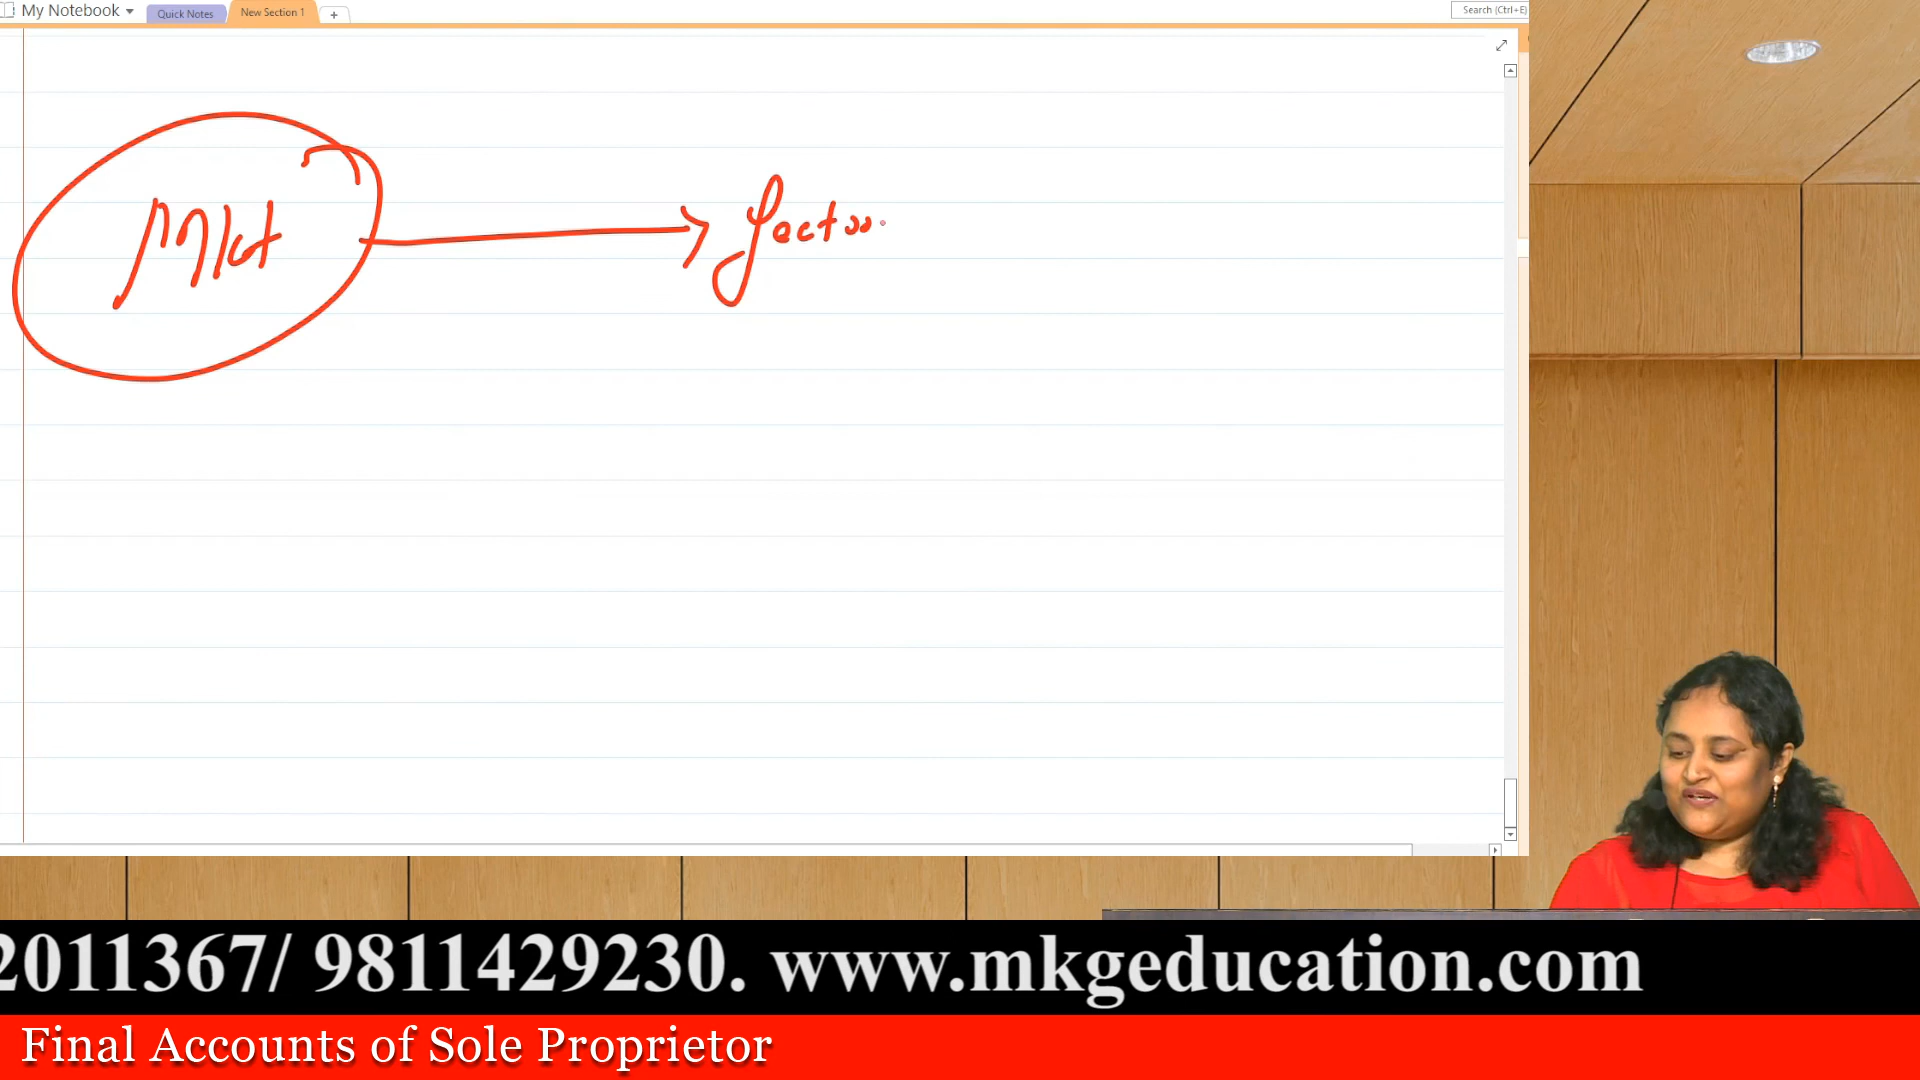 My Notebook
Quick Notes
New Section 1
Search (Ctrl+E)
Mkt
2011367/ 9811429230. www.mkgeducation.com
Final Accounts of Sole Proprietor